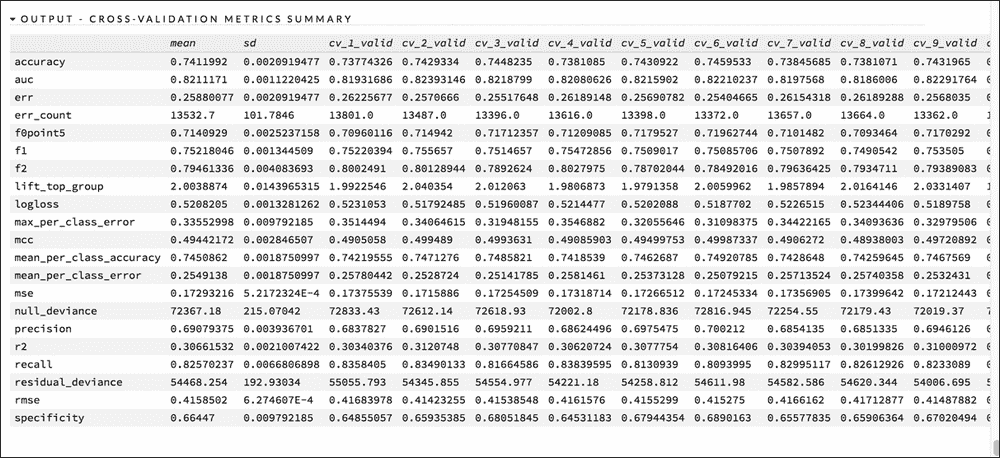 OUTPUT - CROSS-VALIDATION METRICS SUMMARY
mean sd cv_1_valid cv_2_valid cv_3_valid cv_4_valid cv_5_valid cv_6_valid cv_7_valid cv_8_valid cv_9_valid
accuracy 0.7411992 0.0020919477 0.73774326 0.7429334 0.7448235 0.7381085 0.7430922 0.7459533 0.73845685 0.7381071 0.7431965
auc 0.8211171 0.0011220425 0.81931686 0.82393146 0.8218799 0.82080626 0.8215902 0.82210237 0.8197568 0.8186006 0.82291764
err 0.25880077 0.0020919477 0.26225677 0.2570666 0.25517648 0.26189148 0.25690782 0.25404665 0.26154318 0.26189288 0.2568035
err_count 13532.7 101.7846 13801.0 13487.0 13396.0 13616.0 13398.0 13372.0 13657.0 13664.0 13362.0
f0point5 0.7140929 0.0025237158 0.70960116 0.714942 0.71712357 0.71209085 0.7179527 0.71962744 0.7101482 0.7093464 0.7170292
f1 0.75218046 0.001344509 0.75220394 0.755657 0.7514657 0.75472856 0.7509017 0.75085706 0.7507892 0.7490542 0.753505
f2 0.79461336 0.004083693 0.8002491 0.80128944 0.7892624 0.8027975 0.78702044 0.78492016 0.79636425 0.7934711 0.79389083
lift_top_group 2.0038874 0.0143965315 1.9922546 2.040354 2.012063 1.9806873 1.9791358 2.0059962 1.9857894 2.0164146 2.0331407
logloss 0.5208205 0.0013281262 0.5231053 0.51792485 0.51960087 0.5214477 0.5202088 0.5187702 0.5226515 0.52344406 0.5189758
max_per_class_error 0.33552998 0.009792185 0.3514494 0.34064615 0.31948155 0.3546882 0.32055646 0.31098375 0.34422165 0.34093636 0.32979506
mcc 0.49442172 0.002846507 0.4905058 0.499489 0.4993631 0.49085903 0.49499753 0.49987337 0.4906272 0.48938003 0.49720892
mean_per_class_accuracy 0.7450862 0.0018750997 0.74219555 0.7471276 0.7485821 0.7418539 0.7462687 0.74920785 0.7428648 0.74259645 0.7467569
mean_per_class_error 0.2549138 0.0018750997 0.25780442 0.2528724 0.25141785 0.2581461 0.25373128 0.25079215 0.25713524 0.25740358 0.2532431
mse 0.17293216 5.2172324E-4 0.17375539 0.1715886 0.17254509 0.17318714 0.17266512 0.17245334 0.17356905 0.17399642 0.17212443
null_deviance 72367.18 215.07042 72833.43 72612.14 72618.93 72002.8 72178.836 72816.945 72254.55 72179.43 72019.37
precision 0.69079375 0.003936701 0.6837827 0.6901516 0.6959211 0.68624496 0.6975475 0.700212 0.6854135 0.6851335 0.6946126
r2 0.30661532 0.0021007422 0.30340376 0.3120748 0.30770847 0.30620724 0.3077754 0.30816406 0.30394053 0.30199826 0.31000972
recall 0.82570237 0.0066806898 0.8358405 0.83490133 0.81664586 0.83839595 0.8130939 0.8093995 0.82995117 0.82612926 0.8233089
residual_deviance 54468.254 192.93034 55055.793 54345.855 54554.977 54221.18 54258.812 54611.98 54582.586 54620.344 54006.695
rmse 0.4158502 6.274607E-4 0.41683978 0.41423255 0.41538548 0.4161576 0.4155299 0.415275 0.4166162 0.41712877 0.41487882
specificity 0.66447 0.009792185 0.64855057 0.65935385 0.68051845 0.64531183 0.67944354 0.6890163 0.65577835 0.65906364 0.67020494